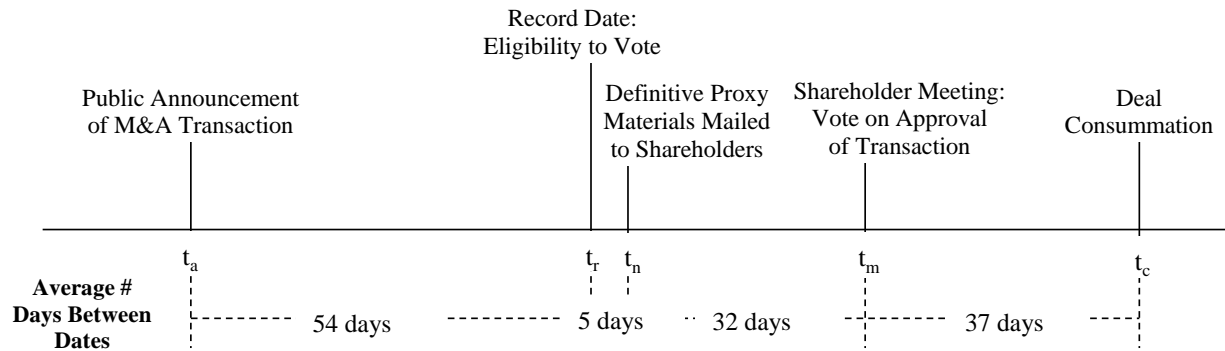 Record Date:
Eligibility to Vote
Public Announcement
of M&A Transaction
Definitive Proxy
Materials Mailed
to Shareholders
Shareholder Meeting:
Vote on Approval
of Transaction
Deal
Consummation
ta
tr
tn
tm
tc
Average #
Days Between
Dates
54 days
5 days
32 days
37 days